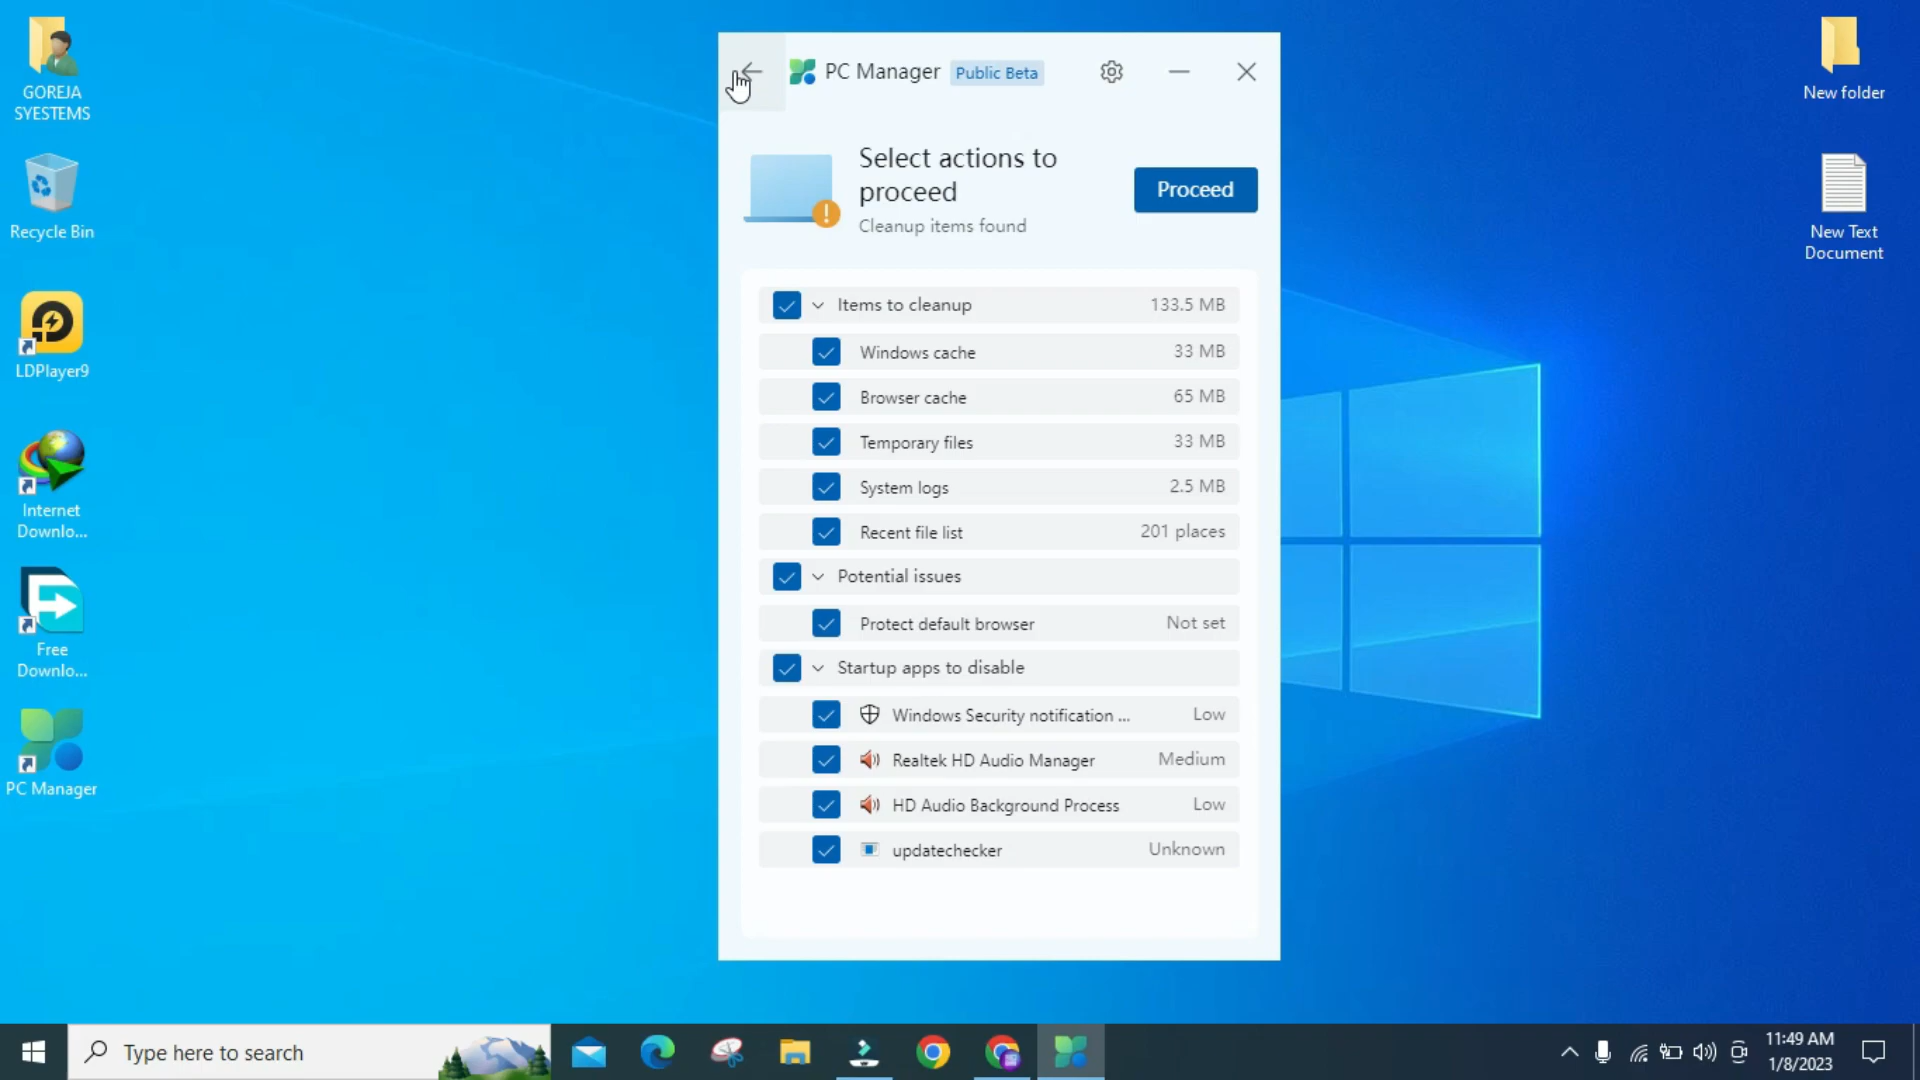 GOREJA
SYESTEMS
Recycle Bin
LDPlayer9
Internet
Downlo...
Free
Downlo...
PC Manager
PC Manager Public Beta
Select actions to
proceed
Proceed
Cleanup items found
Items to cleanup 133.5 MB
Windows cache 33 MB
Browser cache 65 MB
Temporary files 33 MB
System logs 2.5 MB
Recent file list 201 places
Potential issues
Protect default browser Not set
Startup apps to disable
Windows Security notification ... Low
Realtek HD Audio Manager Medium
HD Audio Background Process Low
updatechecker Unknown
New folder
New Text
Document
Type here to search
11:49 AM
1/8/2023